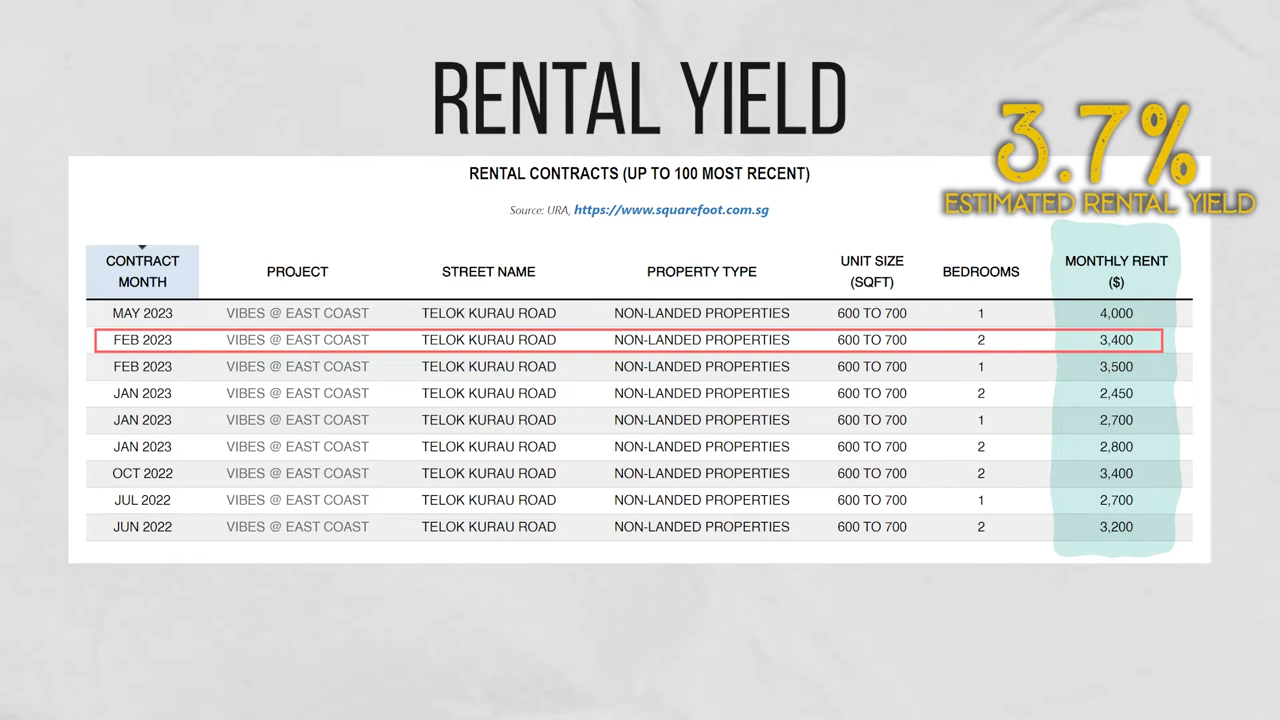 RENTAL YIELD
3.7%
ESTIMATED RENTAL YIELD
RENTAL CONTRACTS (UP TO 100 MOST RECENT)
Source: URA, https://www.squarefoot.com.sg
CONTRACT MONTH PROJECT STREET NAME PROPERTY TYPE UNIT SIZE (SQFT) BEDROOMS MONTHLY RENT ($)
MAY 2023 VIBES @ EAST COAST TELOK KURAU ROAD NON-LANDED PROPERTIES 600 TO 700 1 4,000
FEB 2023 VIBES @ EAST COAST TELOK KURAU ROAD NON-LANDED PROPERTIES 600 TO 700 2 3,400
FEB 2023 VIBES @ EAST COAST TELOK KURAU ROAD NON-LANDED PROPERTIES 600 TO 700 1 3,500
JAN 2023 VIBES @ EAST COAST TELOK KURAU ROAD NON-LANDED PROPERTIES 600 TO 700 2 2,450
JAN 2023 VIBES @ EAST COAST TELOK KURAU ROAD NON-LANDED PROPERTIES 600 TO 700 1 2,700
JAN 2023 VIBES @ EAST COAST TELOK KURAU ROAD NON-LANDED PROPERTIES 600 TO 700 2 2,800
OCT 2022 VIBES @ EAST COAST TELOK KURAU ROAD NON-LANDED PROPERTIES 600 TO 700 2 3,400
JUL 2022 VIBES @ EAST COAST TELOK KURAU ROAD NON-LANDED PROPERTIES 600 TO 700 1 2,700
JUN 2022 VIBES @ EAST COAST TELOK KURAU ROAD NON-LANDED PROPERTIES 600 TO 700 2 3,200